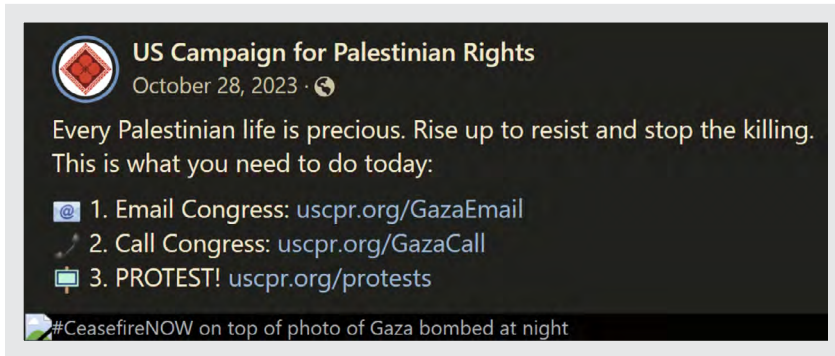 US Campaign for Palestinian Rights
October 28, 2023 ·
Every Palestinian life is precious. Rise up to resist and stop the killing.
This is what you need to do today:
1. Email Congress: uscpr.org/GazaEmail
2. Call Congress: uscpr.org/GazaCall
3. PROTEST! uscpr.org/protests
#CeasefireNOW on top of photo of Gaza bombed at night